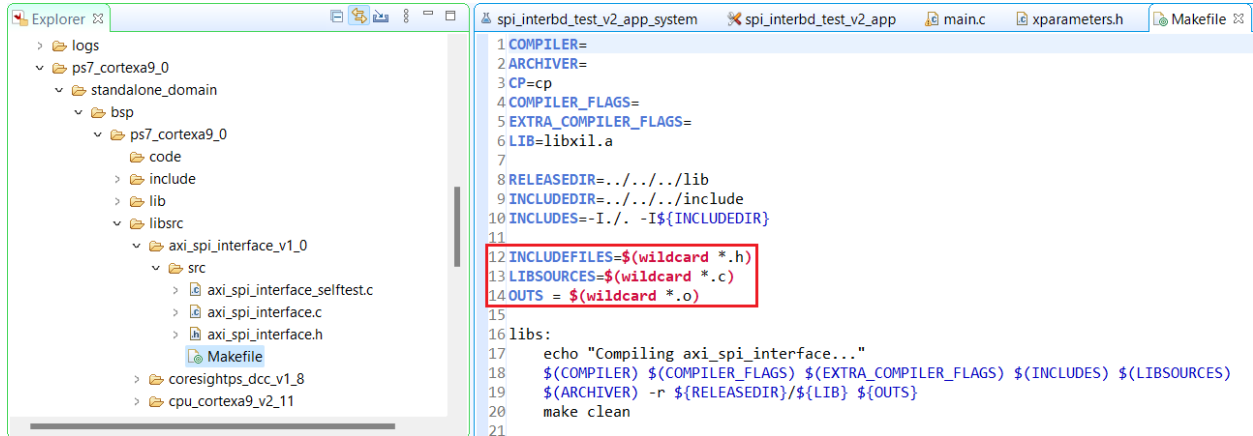 Explorer
logs
ps7_cortexa9_0
standalone_domain
bsp
ps7_cortexa9_0
code
include
lib
libsrc
axi_spi_interface_v1_0
src
axi_spi_interface_selftest.c
axi_spi_interface.c
axi_spi_interface.h
Makefile
coresightps_dcc_v1_8
cpu_cortexa9_v2_11
spi_interbd_test_v2_app_system spi_interbd_test_v2_app main.c xparameters.h Makefile
1 COMPILER=
2 ARCHIVER=
3 CP=cp
4 COMPILER_FLAGS=
5 EXTRA_COMPILER_FLAGS=
6 LIB=libxil.a
7
8 RELEASEDIR=../../../lib
9 INCLUDEDIR=../../../include
10 INCLUDES=-I./. -I${INCLUDEDIR}
11
12 INCLUDEFILES=$(wildcard *.h)
13 LIBSOURCES=$(wildcard *.c)
14 OUTS = $(wildcard *.o)
15
16 libs:
17 echo "Compiling axi_spi_interface..."
18 $(COMPILER) $(COMPILER_FLAGS) $(EXTRA_COMPILER_FLAGS) $(INCLUDES) $(LIBSOURCES)
19 $(ARCHIVER) -r ${RELEASEDIR}/${LIB} ${OUTS}
20 make clean
21